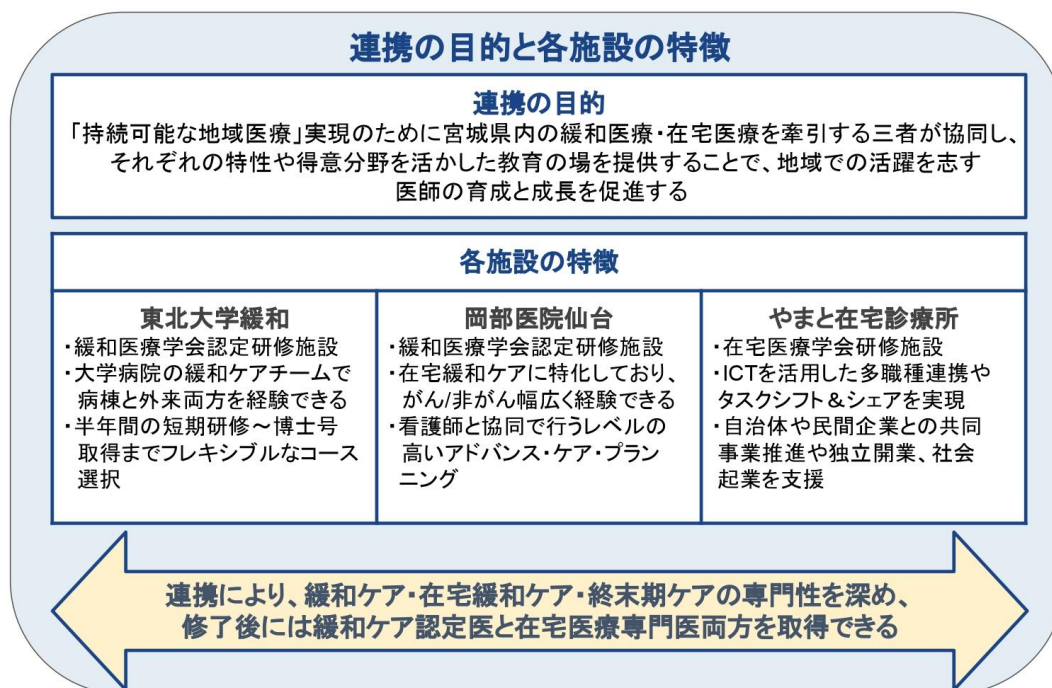 連携の目的と各施設の特徴
連携の目的
「持続可能な地域医療」実現のために宮城県内の緩和医療・在宅医療を牽引する三者が協同し、
それぞれの特性や得意分野を活かした教育の場を提供することで、地域での活躍を志す
医師の育成と成長を促進する
各施設の特徴
東北大学緩和
・緩和医療学会認定研修施設
・大学病院の緩和ケアチームで
病棟と外来両方を経験できる
・半年間の短期研修～博士号
取得までフレキシブルなコース
選択
岡部医院仙台
・緩和医療学会認定研修施設
・在宅緩和ケアに特化しており、
がん/非がん幅広く経験できる
・看護師と協同で行うレベルの
高いアドバンス・ケア・プラン
ニング
やまと在宅診療所
・在宅医療学会研修施設
・ICTを活用した多職種連携や
タスクシフト＆シェアを実現
・自治体や民間企業との共同
事業推進や独立開業、社会
起業を支援
連携により、緩和ケア・在宅緩和ケア・終末期ケアの専門性を深め、
修了後には緩和ケア認定医と在宅医療専門医両方を取得できる